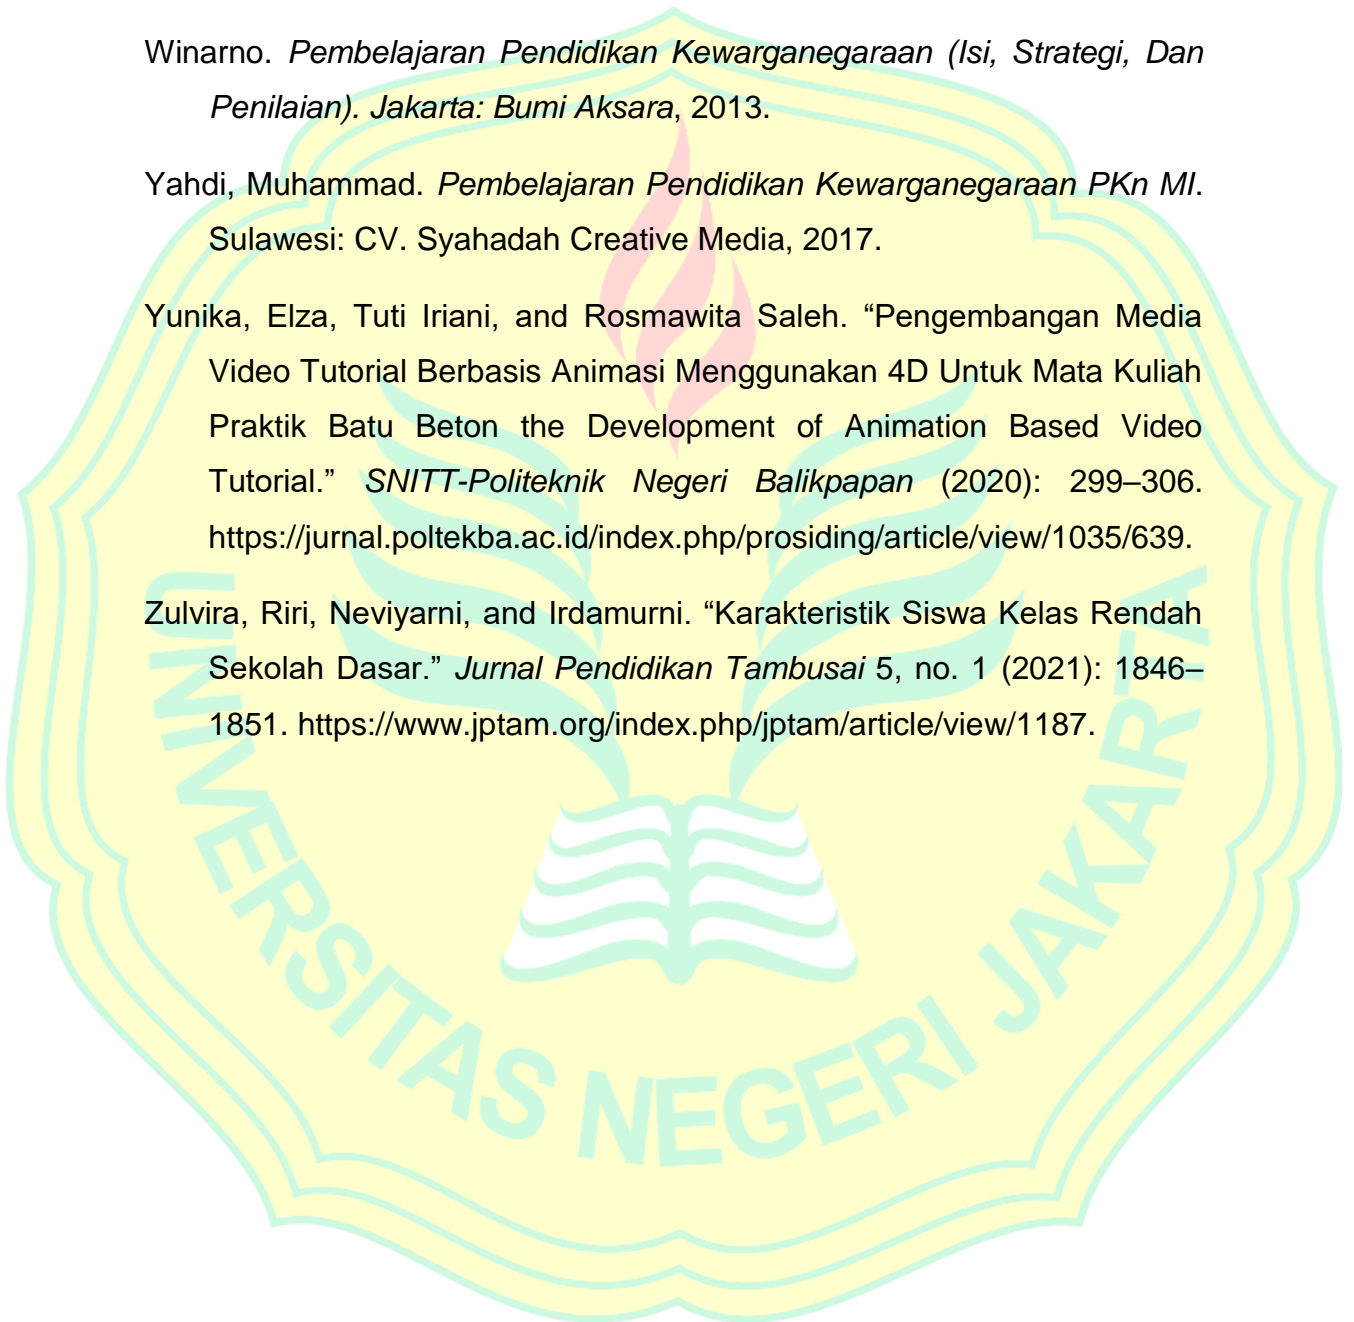 Winarno. Pembelajaran Pendidikan Kewarganegaraan (Isi, Strategi, Dan
Penilaian). Jakarta: Bumi Aksara, 2013.
Yahdi, Muhammad. Pembelajaran Pendidikan Kewarganegaraan PKn MI.
Sulawesi: CV. Syahadah Creative Media, 2017.
Yunika, Elza, Tuti Iriani, and Rosmawita Saleh. “Pengembangan Media
Video Tutorial Berbasis Animasi Menggunakan 4D Untuk Mata Kuliah
Praktik Batu Beton the Development of Animation Based Video
Tutorial.” SNITT-Politeknik Negeri Balikpapan (2020): 299–306.
https://jurnal.poltekba.ac.id/index.php/prosiding/article/view/1035/639.
Zulvira, Riri, Neviyarni, and Irdamurni. “Karakteristik Siswa Kelas Rendah
Sekolah Dasar.” Jurnal Pendidikan Tambusai 5, no. 1 (2021): 1846–
1851. https://www.jptam.org/index.php/jptam/article/view/1187.
UNIVERSITAS NEGERI JAKARTA